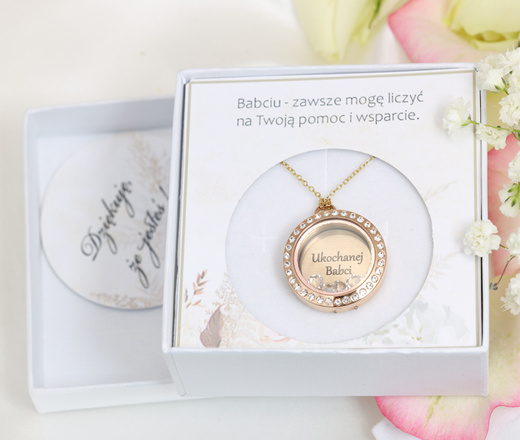 Babciu - zawsze mogę liczyć
na Twoją pomoc i wsparcie.
Ukochanej
Babci
Dziękuję,
że jesteś!